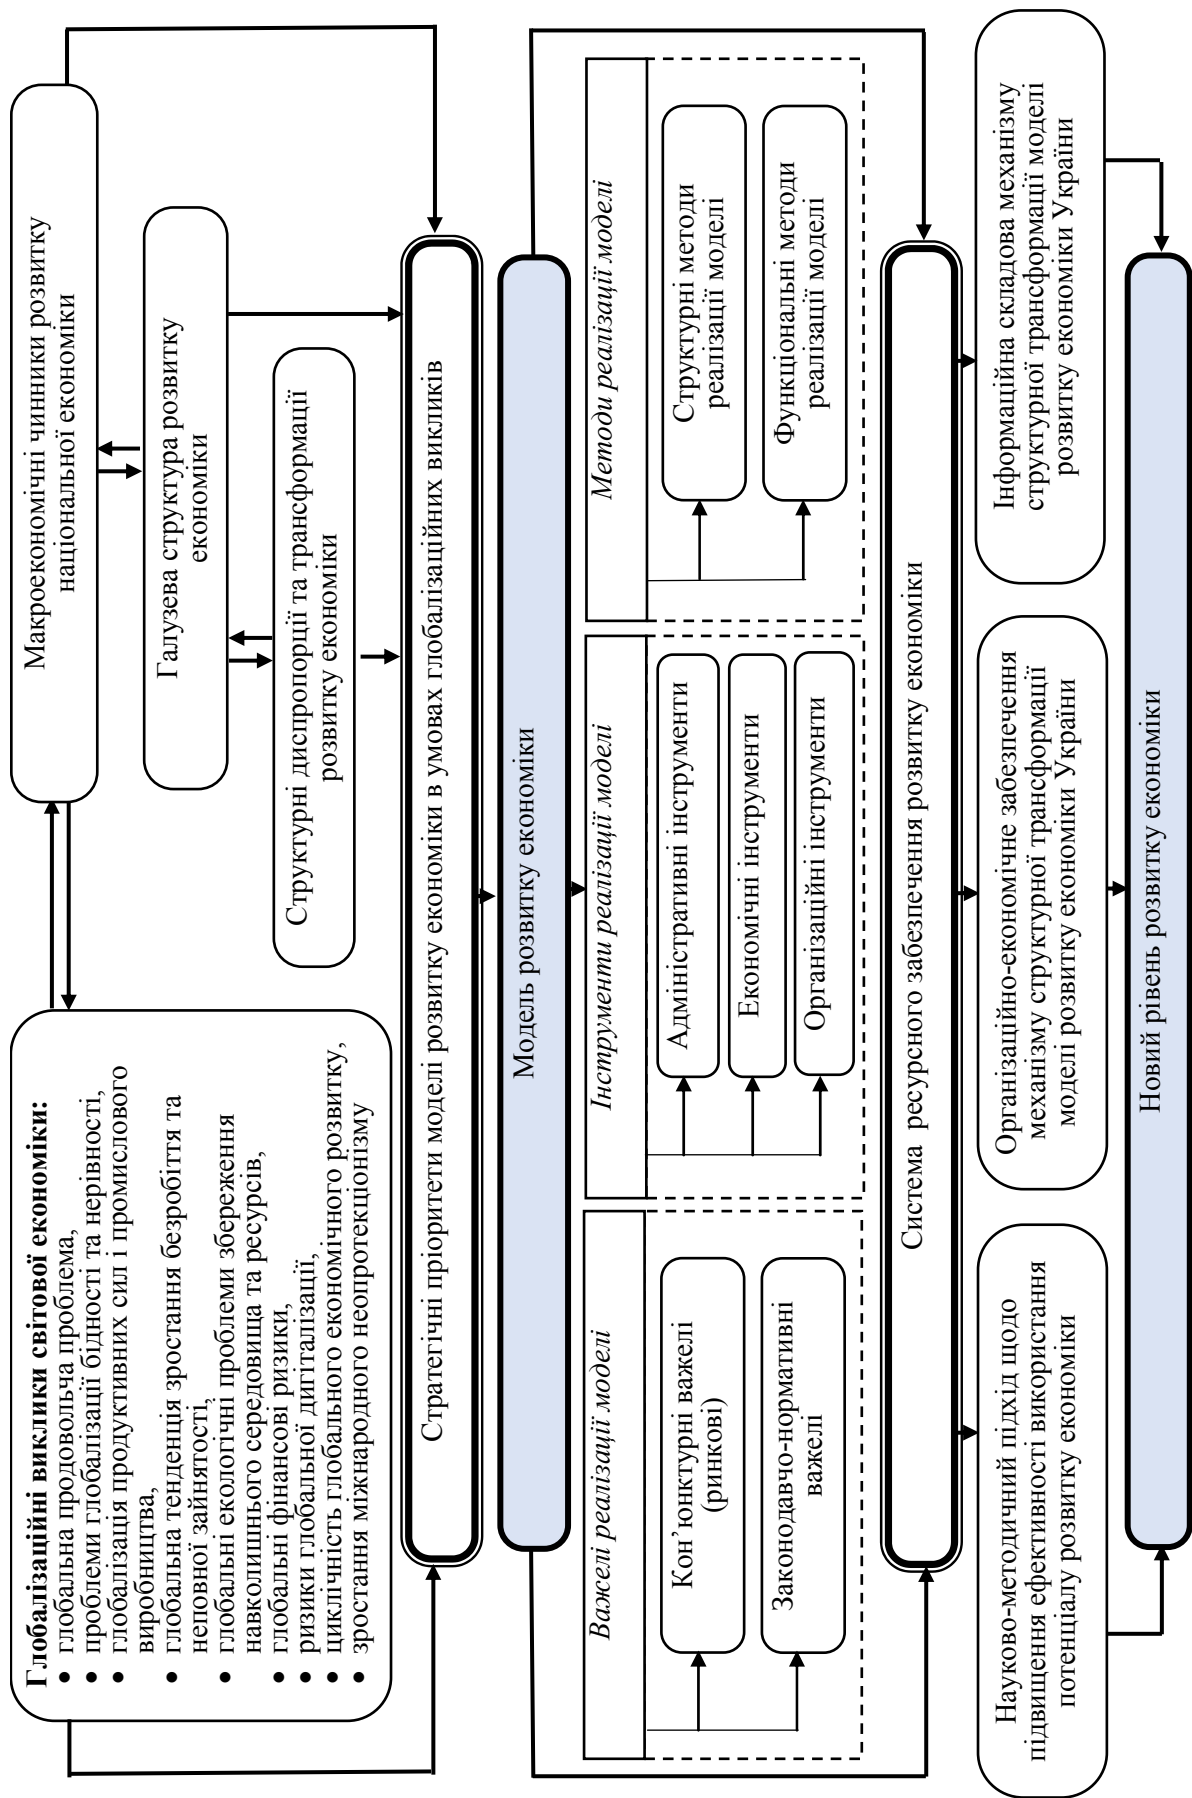 Глобалізаційні виклики світової економіки:
• глобальна продовольча проблема,
• проблеми глобалізації бідності та нерівності,
• глобалізація продуктивних сил і промислового
виробництва,
• глобальна тенденція зростання безробіття та
неповної зайнятості,
• глобальні екологічні проблеми збереження
навколишнього середовища та ресурсів,
• глобальні фінансові ризики,
• ризики глобальної дигіталізації,
• циклічність глобального економічного розвитку,
• зростання міжнародного неопротекціонізму
Макроекономічні чинники розвитку
національної економіки
Галузева структура розвитку
економіки
Структурні диспропорції та трансформації
розвитку економіки
Стратегічні пріоритети моделі розвитку економіки в умовах глобалізаційних викликів
Модель розвитку економіки
Важелі реалізації моделі
Кон’юнктурні важелі
(ринкові)
Законодавчо-нормативні
важелі
Інструменти реалізації моделі
Адміністративні інструменти
Економічні інструменти
Організаційні інструменти
Методи реалізації моделі
Структурні методи
реалізації моделі
Функціональні методи
реалізації моделі
Система ресурсного забезпечення розвитку економіки
Науково-методичний підхід щодо
підвищення ефективності використання
потенціалу розвитку економіки
Організаційно-економічне забезпечення
механізму структурної трансформації
моделі розвитку економіки України
Інформаційна складова механізму
структурної трансформації моделі
розвитку економіки України
Новий рівень розвитку економіки